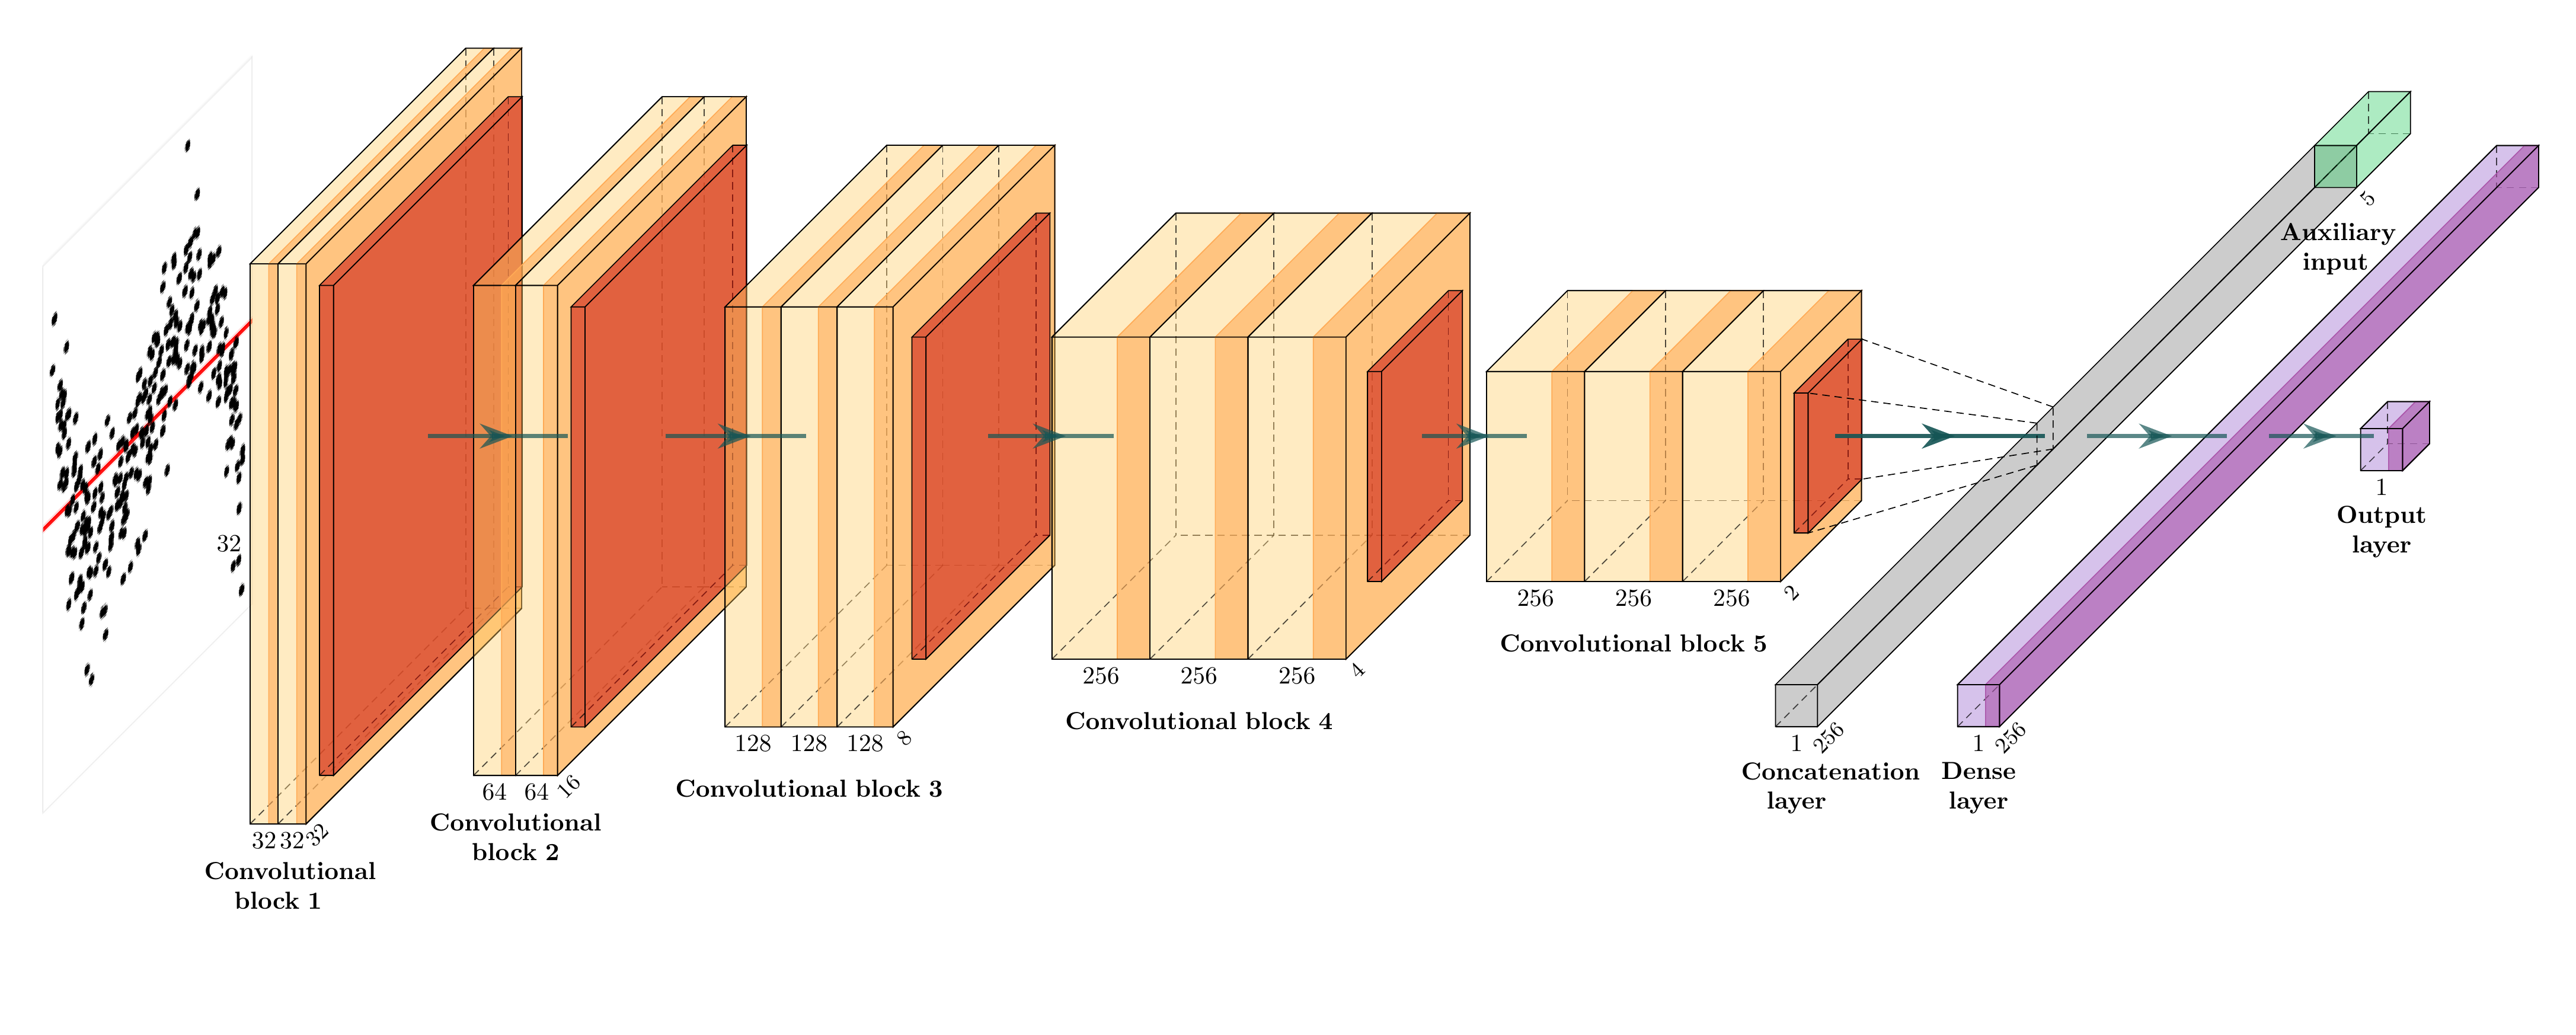 32
32 32 32
Convolutional
block 1
64 64 16
Convolutional
block 2
128 128 128 8
Convolutional block 3
256 256 256 4
Convolutional block 4
256 256 256 2
Convolutional block 5
1 256
Concatenation
layer
5
Auxiliary
input
1 256
Dense
layer
1
Output
layer